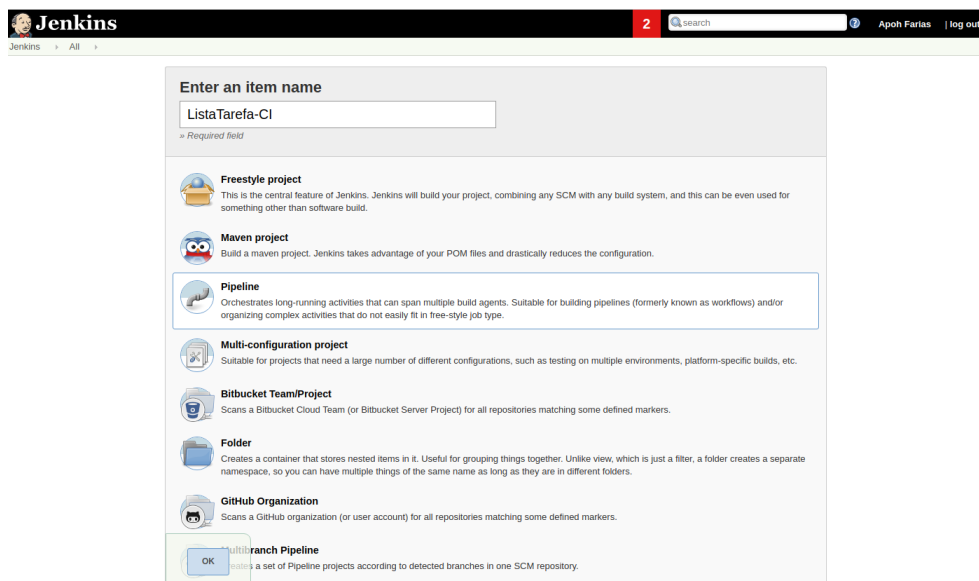 Jenkins
2
search
Apoh Farias | log out
Jenkins
All
Enter an item name
ListaTarefa-CI
» Required field
Freestyle project
This is the central feature of Jenkins. Jenkins will build your project, combining any SCM with any build system, and this can be even used for
something other than software build.
Maven project
Build a maven project. Jenkins takes advantage of your POM files and drastically reduces the configuration.
Pipeline
Orchestrates long-running activities that can span multiple build agents. Suitable for building pipelines (formerly known as workflows) and/or
organizing complex activities that do not easily fit in free-style job type.
Multi-configuration project
Suitable for projects that need a large number of different configurations, such as testing on multiple environments, platform-specific builds, etc.
Bitbucket Team/Project
Scans a Bitbucket Cloud Team (or Bitbucket Server Project) for all repositories matching some defined markers.
Folder
Creates a container that stores nested items in it. Useful for grouping things together. Unlike view, which is just a filter, a folder creates a separate
namespace, so you can have multiple things of the same name as long as they are in different folders.
GitHub Organization
Scans a GitHub organization (or user account) for all repositories matching some defined markers.
Multibranch Pipeline
OK
Creates a set of Pipeline projects according to detected branches in one SCM repository.